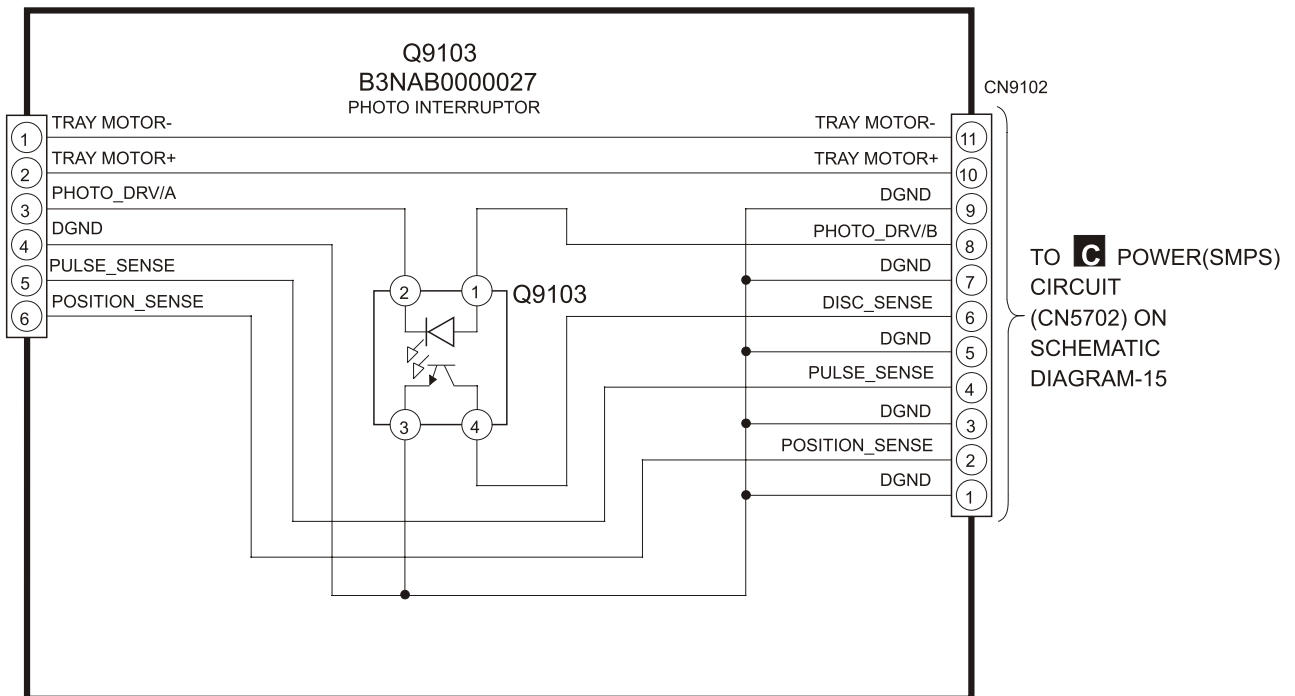 Q9103
B3NAB0000027
PHOTO INTERRUPTOR
CN9102
1 TRAY MOTOR-
2 TRAY MOTOR+
3 PHOTO_DRV/A
4 DGND
5 PULSE_SENSE
6 POSITION_SENSE
2 1 Q9103
3 4
TRAY MOTOR- 11
TRAY MOTOR+ 10
DGND 9
PHOTO_DRV/B 8
DGND 7
DISC_SENSE 6
DGND 5
PULSE_SENSE 4
DGND 3
POSITION_SENSE 2
DGND 1
TO C POWER(SMPS)
CIRCUIT
(CN5702) ON
SCHEMATIC
DIAGRAM-15